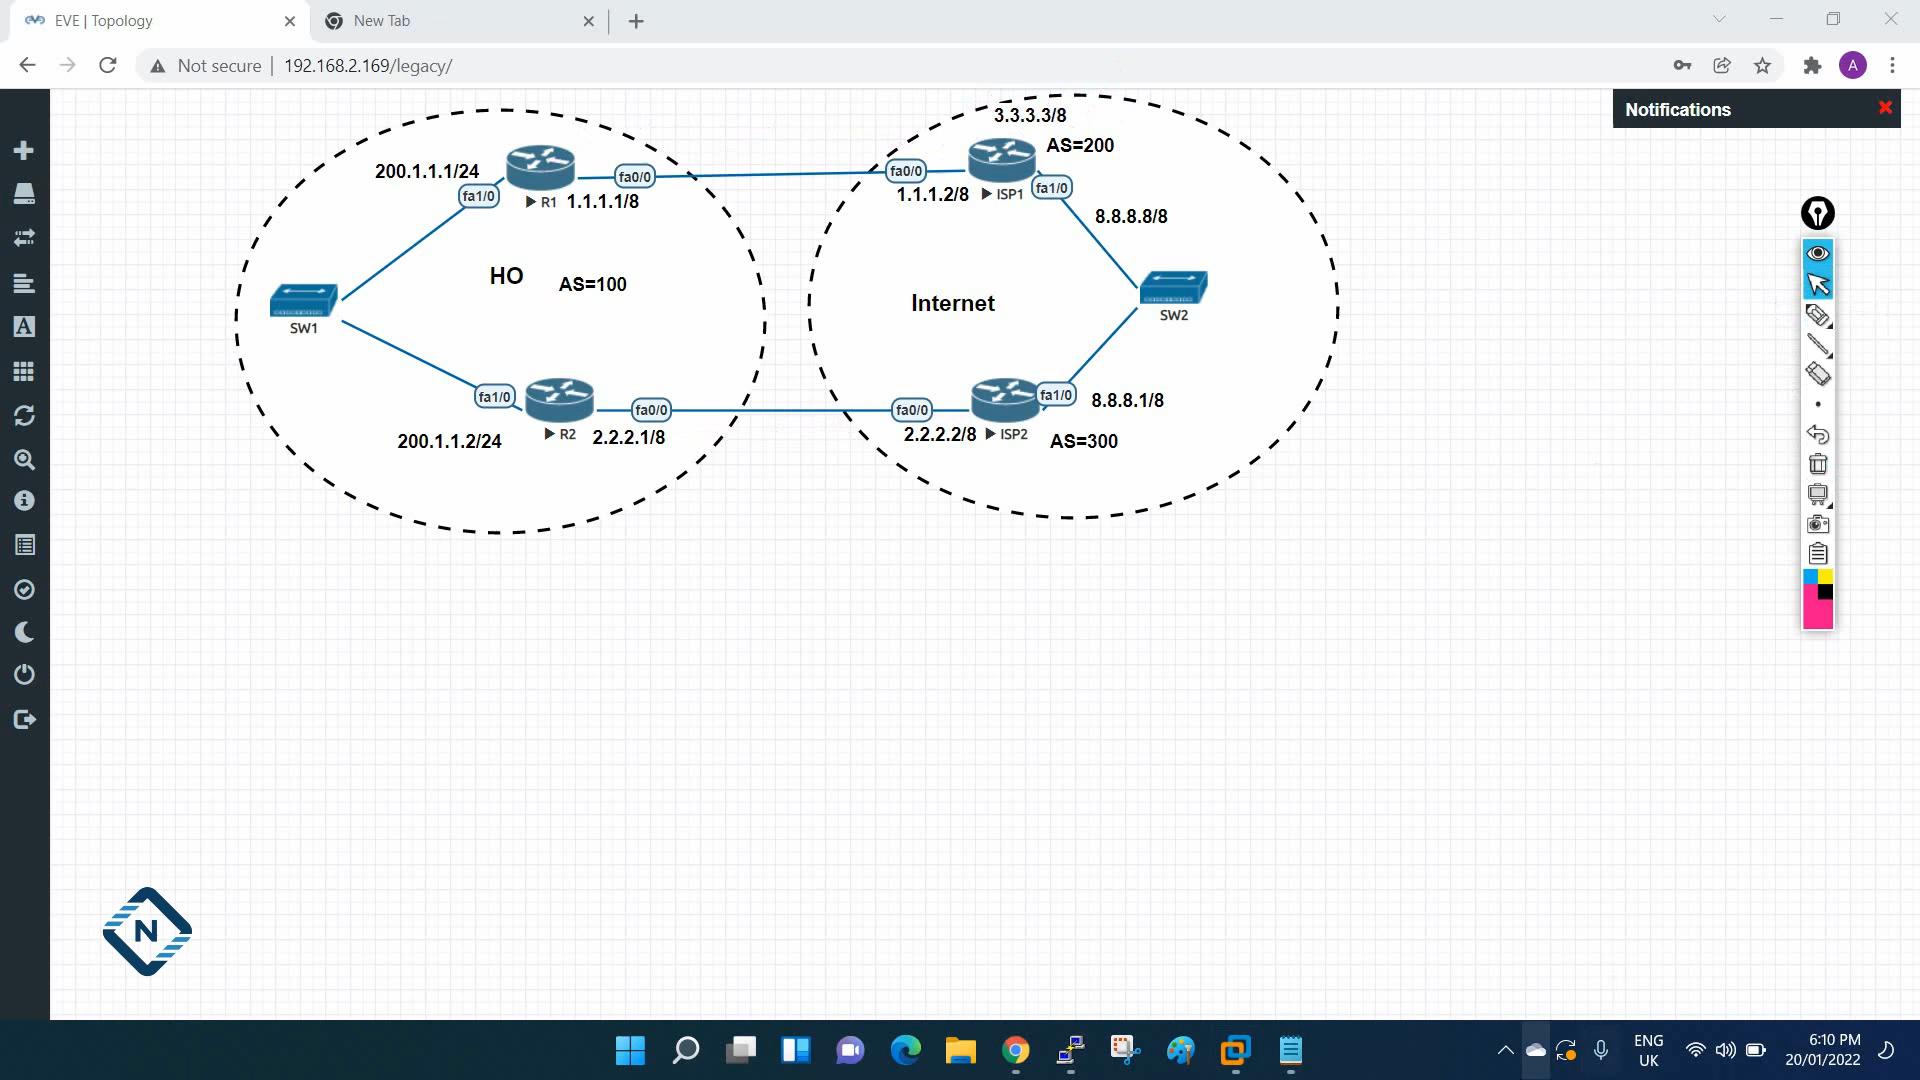 EVE | Topology
New Tab
Not secure
192.168.2.169/legacy/
Notifications
3.3.3.3/8
AS=200
200.1.1.1/24
fa0/0
fa0/0
fa1/0
R1
1.1.1.1/8
1.1.1.2/8
ISP1
fa1/0
8.8.8.8/8
HO
AS=100
Internet
SW1
SW2
fa1/0
fa0/0
fa0/0
fa1/0
8.8.8.1/8
200.1.1.2/24
R2
2.2.2.1/8
2.2.2.2/8
ISP2
AS=300
A
A
N
ENG
UK
6:10 PM
20/01/2022